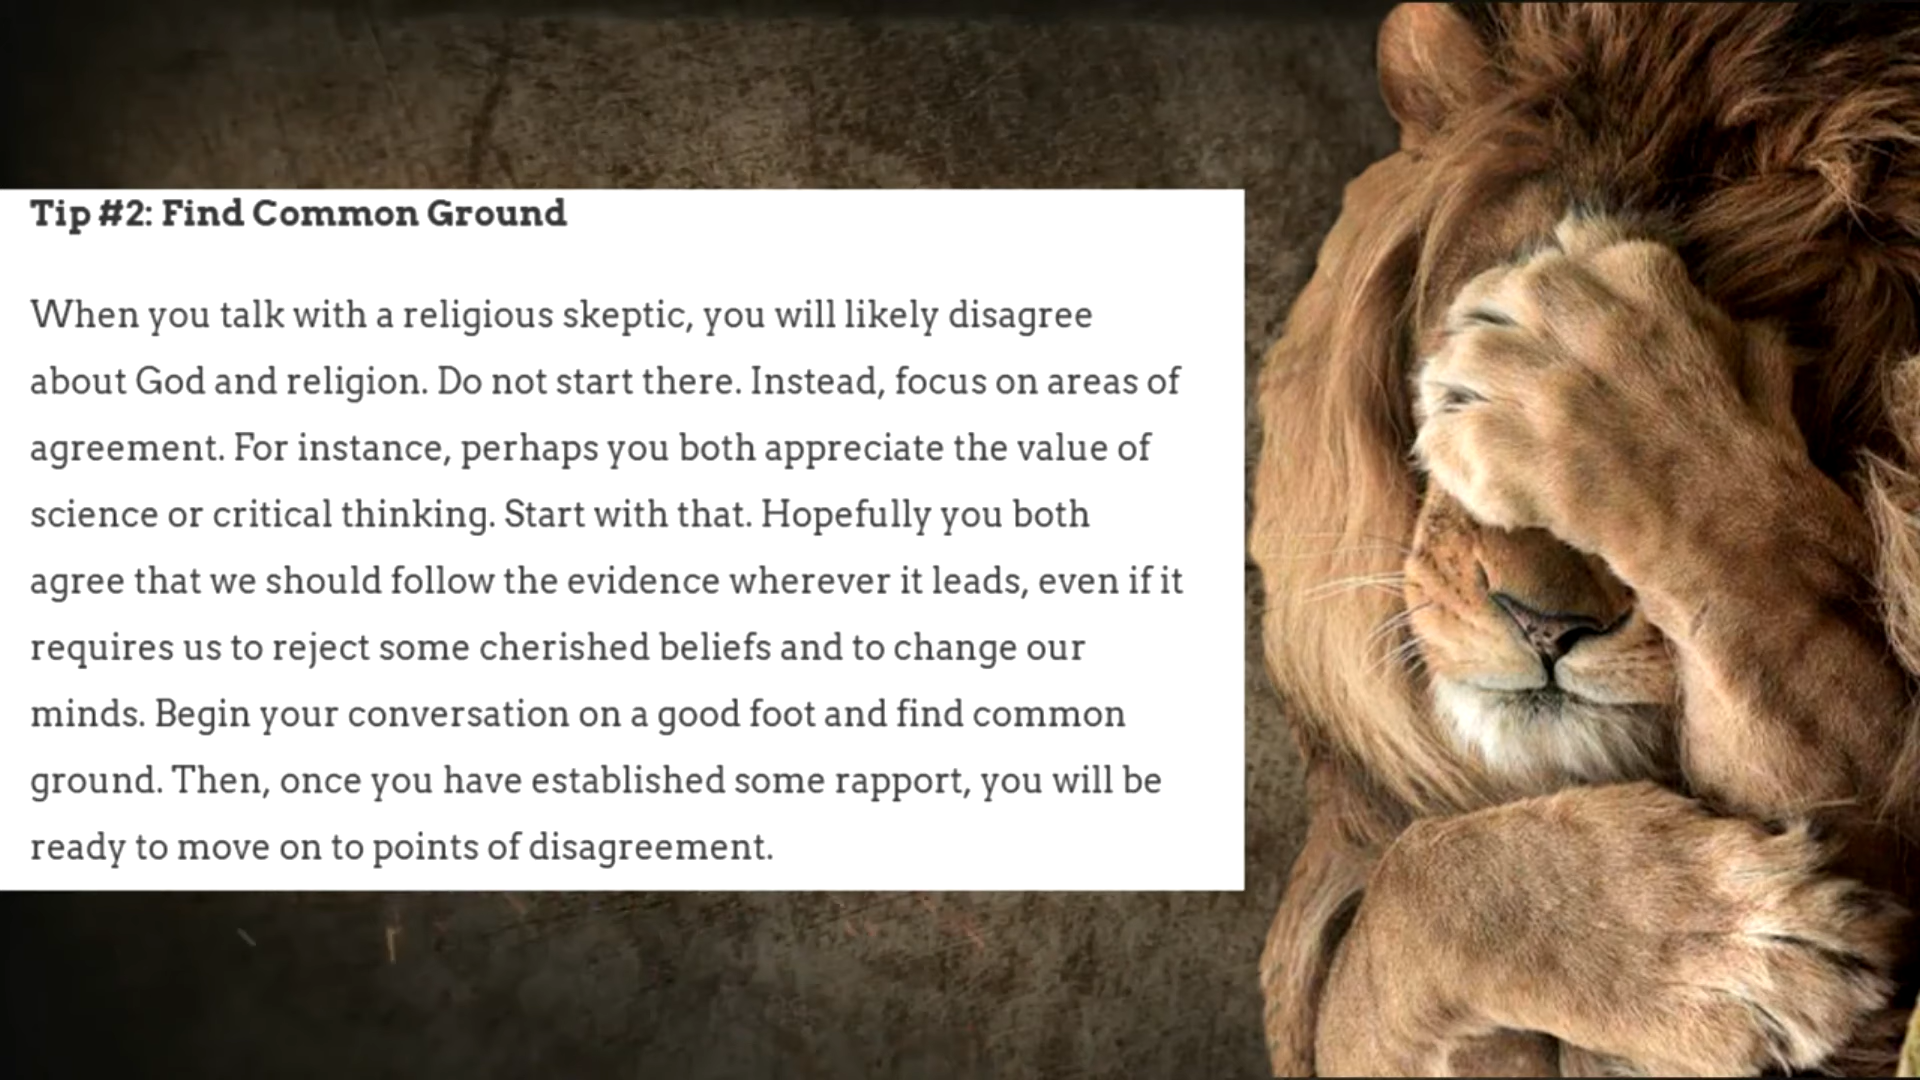 Tip #2: Find Common Ground
When you talk with a religious skeptic, you will likely disagree
about God and religion. Do not start there. Instead, focus on areas of
agreement. For instance, perhaps you both appreciate the value of
science or critical thinking. Start with that. Hopefully you both
agree that we should follow the evidence wherever it leads, even if it
requires us to reject some cherished beliefs and to change our
minds. Begin your conversation on a good foot and find common
ground. Then, once you have established some rapport, you will be
ready to move on to points of disagreement.